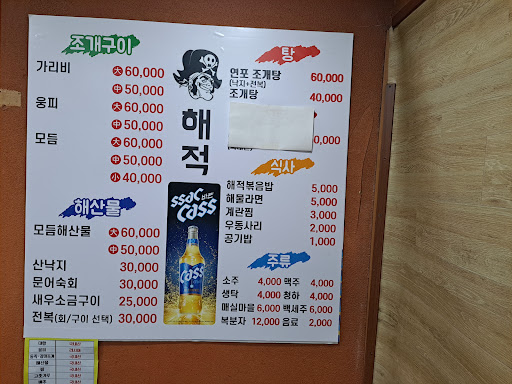 조개구이
가리비 大 60,000
中 50,000
웅피 大 60,000
中 50,000
모듬 大 60,000
中 50,000
小 40,000
해산물
모듬해산물 大 60,000
中 50,000
산낙지 30,000
문어숙회 30,000
새우소금구이 25,000
전복(회/구이 선택) 30,000
해적
ssac
Cass
Cass
탕
연포 조개탕 60,000
(낙지+전복)
조개탕 40,000
0,000
식사
해적볶음밥 5,000
해물라면 5,000
계란찜 3,000
우동사리 2,000
공기밥 1,000
주류
소주 4,000 맥주 4,000
생탁 4,000 청하 4,000
매실마을 6,000 백세주 6,000
복분자 12,000 음료 2,000